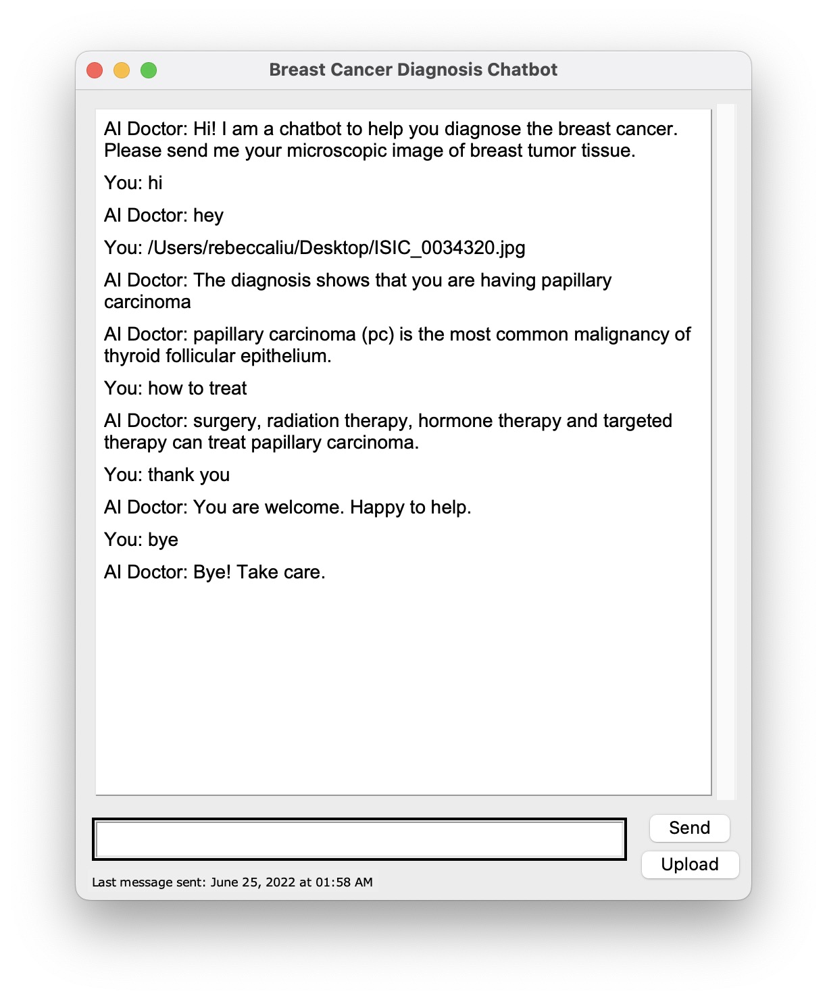 Breast Cancer Diagnosis Chatbot
AI Doctor: Hi! I am a chatbot to help you diagnose the breast cancer.
Please send me your microscopic image of breast tumor tissue.
You: hi
AI Doctor: hey
You: /Users/rebeccaliu/Desktop/ISIC_0034320.jpg
AI Doctor: The diagnosis shows that you are having papillary
carcinoma
AI Doctor: papillary carcinoma (pc) is the most common malignancy of
thyroid follicular epithelium.
You: how to treat
AI Doctor: surgery, radiation therapy, hormone therapy and targeted
therapy can treat papillary carcinoma.
You: thank you
AI Doctor: You are welcome. Happy to help.
You: bye
AI Doctor: Bye! Take care.
Send
Upload
Last message sent: June 25, 2022 at 01:58 AM